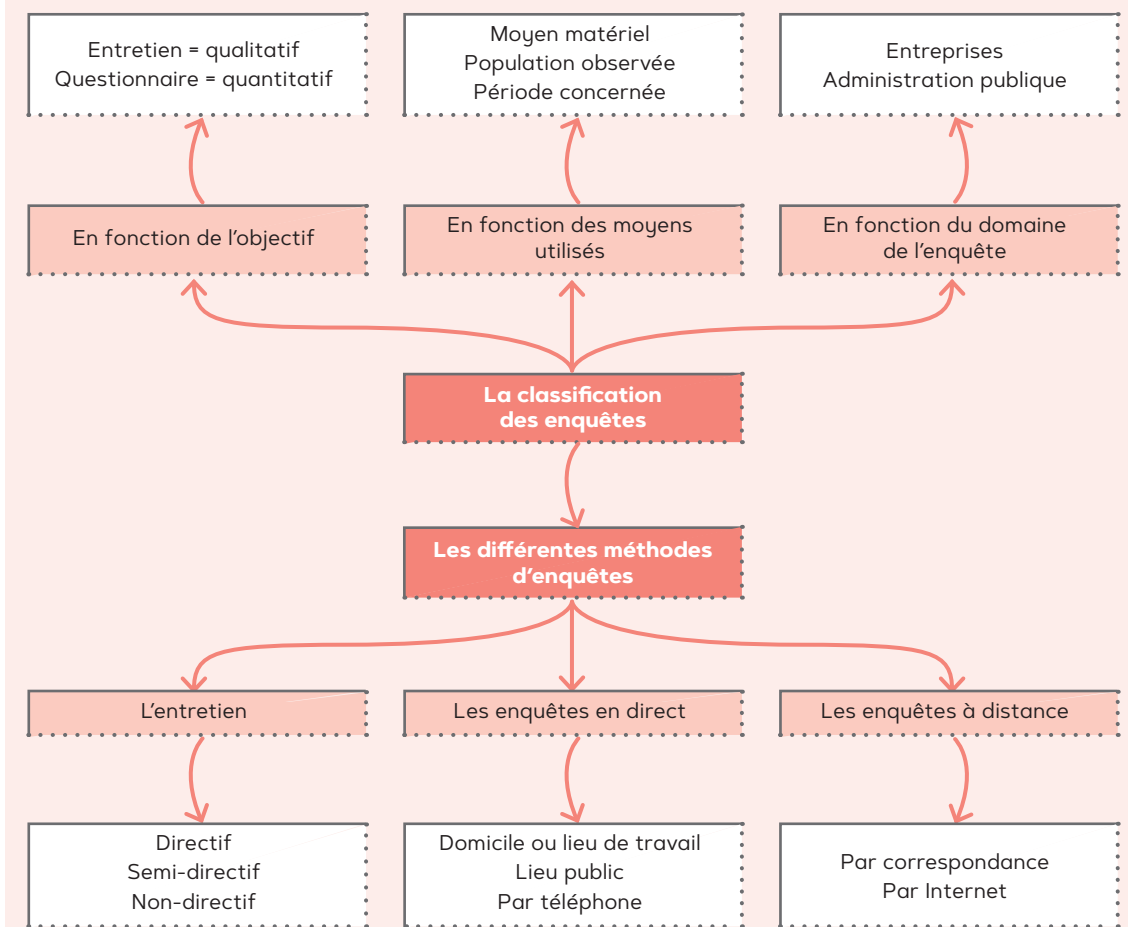 Entretien = qualitatif
Questionnaire = quantitatif
Moyen matériel
Population observée
Période concernée
Entreprises
Administration publique
En fonction de l'objectif
En fonction des moyens
utilisés
En fonction du domaine
de l'enquête
La classification
des enquêtes
Les différentes méthodes
d'enquêtes
L'entretien
Les enquêtes en direct
Les enquêtes à distance
Directif
Semi-directif
Non-directif
Domicile ou lieu de travail
Lieu public
Par téléphone
Par correspondance
Par Internet